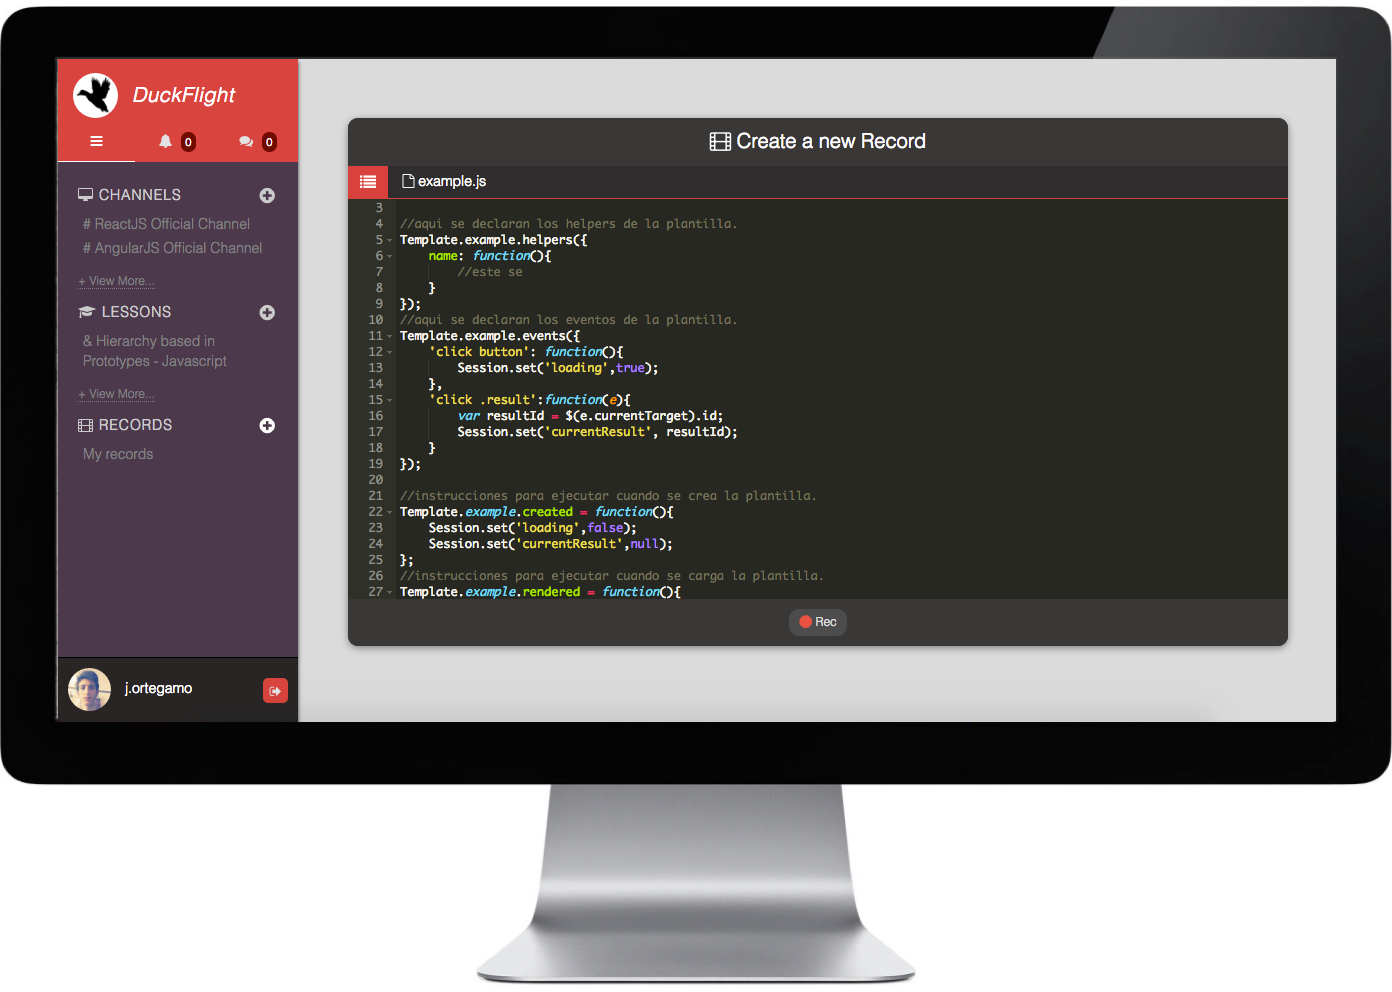 DuckFlight
0
0
CHANNELS
# ReactJS Official Channel
# AngularJS Official Channel
+ View More...
LESSONS
& Hierarchy based in
Prototypes - Javascript
+ View More...
RECORDS
My records
j.ortegamo
Create a new Record
example.js
3
4 //aqui se declaran los helpers de la plantilla.
5 Template.example.helpers({
6 name: function(){
7 //este se
8 }
9 });
10 //aqui se declaran los eventos de la plantilla.
11 Template.example.events({
12 'click button': function(){
13 Session.set('loading',true);
14 },
15 'click .result':function(e){
16 var resultId = $(e.currentTarget).id;
17 Session.set('currentResult', resultId);
18 }
19 });
20
21 //instrucciones para ejecutar cuando se crea la plantilla.
22 Template.example.created = function(){
23 Session.set('loading',false);
24 Session.set('currentResult',null);
25 };
26 //instrucciones para ejecutar cuando se carga la plantilla.
27 Template.example.rendered = function(){
Rec